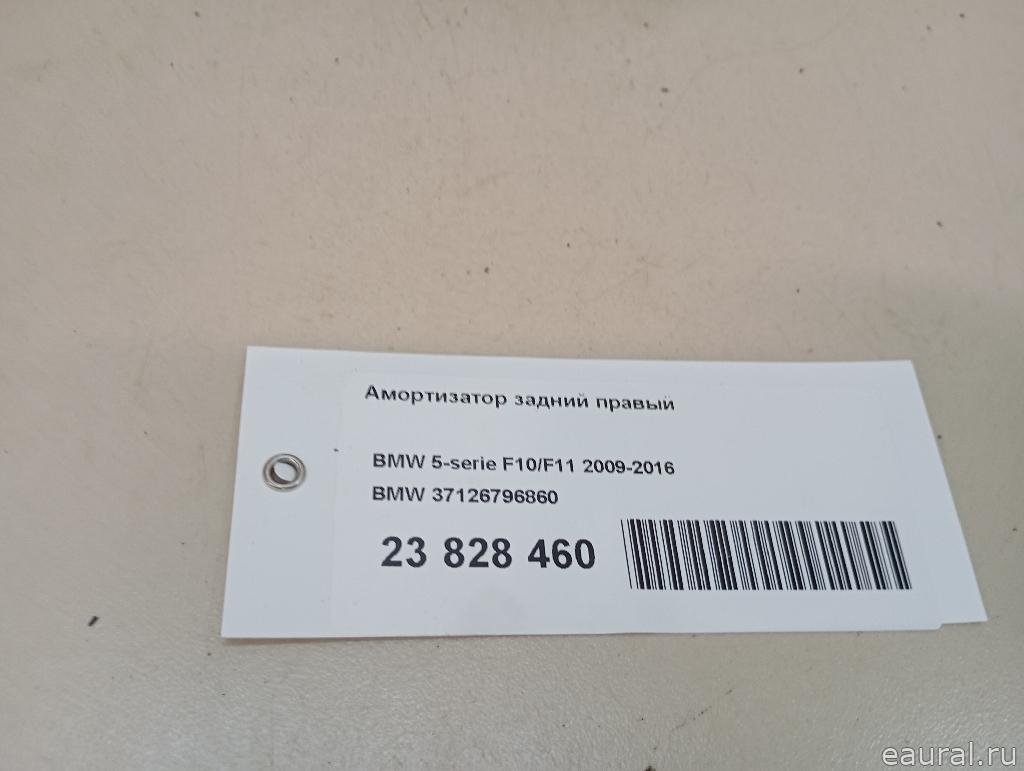 Амортизатор задний правый
BMW 5-serie F10/F11 2009-2016
BMW 37126796860
23 828 460
eaural.ru